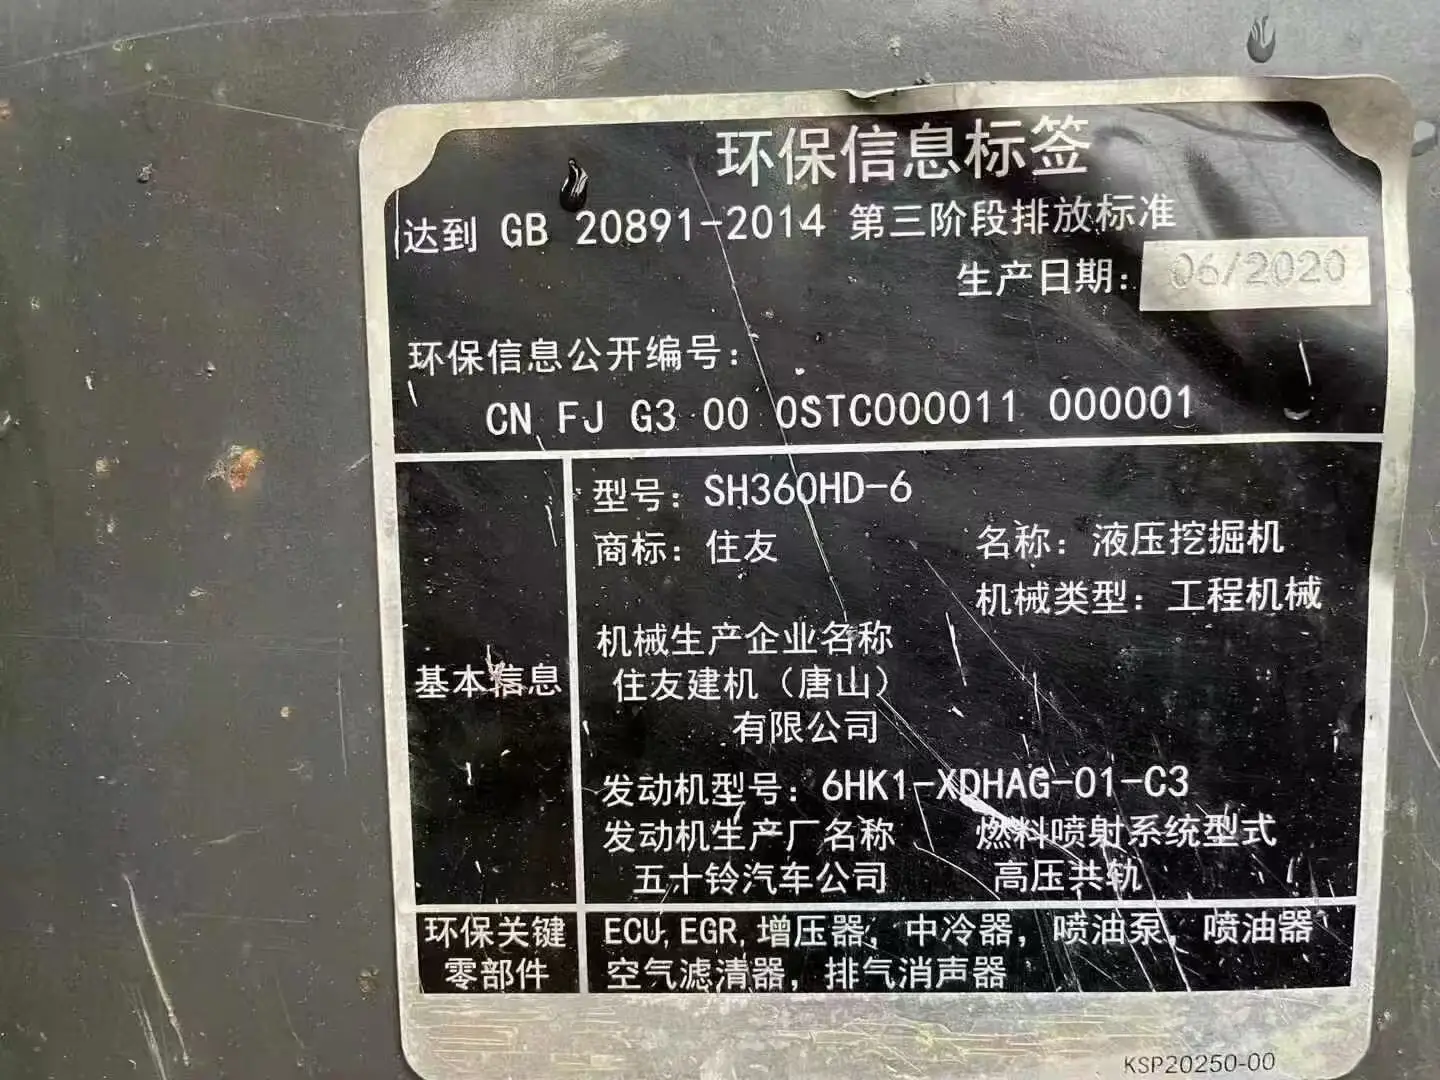 环保信息标签
达到 GB 20891-2014 第三阶段排放标准
生产日期: 06/2020
环保信息公开编号:
CN FJ G3 00 0STC000011 000001
基本信息
型号: SH360HD-6
商标: 住友 名称: 液压挖掘机
机械类型: 工程机械
机械生产企业名称
住友建机(唐山)
有限公司
发动机型号: 6HK1-XDHAG-01-C3
发动机生产厂名称 燃料喷射系统型式
五十铃汽车公司 高压共轨
环保关键
零部件
ECU, EGR, 增压器, 中冷器, 喷油泵, 喷油器
空气滤清器, 排气消声器
KSP20250-00